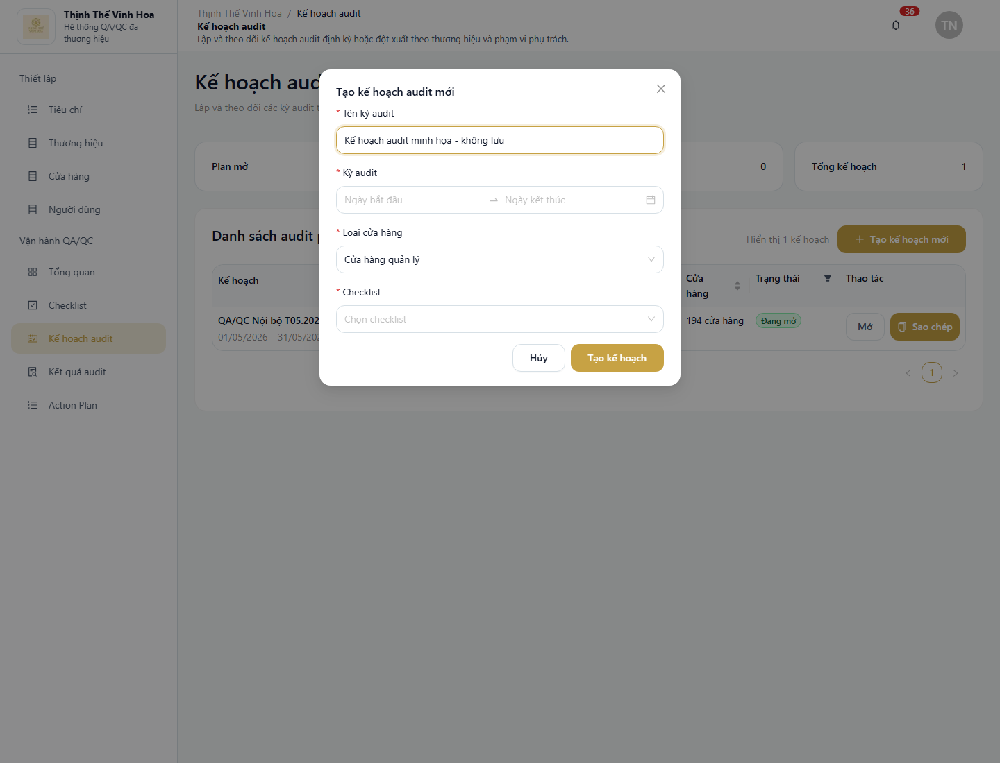 Thịnh Thế Vinh Hoa
Hệ thống QA/QC đa
thương hiệu
Thiết lập
Tiêu chí
Thương hiệu
Cửa hàng
Người dùng
Vận hành QA/QC
Tổng quan
Checklist
Kế hoạch audit
Kết quả audit
Action Plan
Thịnh Thế Vinh Hoa / Kế hoạch audit
Kế hoạch audit
Lập và theo dõi kế hoạch audit định kỳ hoặc đột xuất theo thương hiệu và phạm vi phụ trách.
36
TN
Kế hoạch aud
Lập và theo dõi các kỳ audit t
Plan mở
0
Tổng kế hoạch
1
Danh sách audit p
Hiển thị 1 kế hoạch
Tạo kế hoạch mới
Kế hoạch
Cửa
hàng
Trạng thái
Thao tác
QA/QC Nội bộ T05.202
01/05/2026 – 31/05/202
194 cửa hàng
Đang mở
Mở
Sao chép
1
Tạo kế hoạch audit mới
* Tên kỳ audit
Kế hoạch audit minh họa - không lưu
* Kỳ audit
Ngày bắt đầu
Ngày kết thúc
* Loại cửa hàng
Cửa hàng quản lý
* Checklist
Chọn checklist
Hủy
Tạo kế hoạch